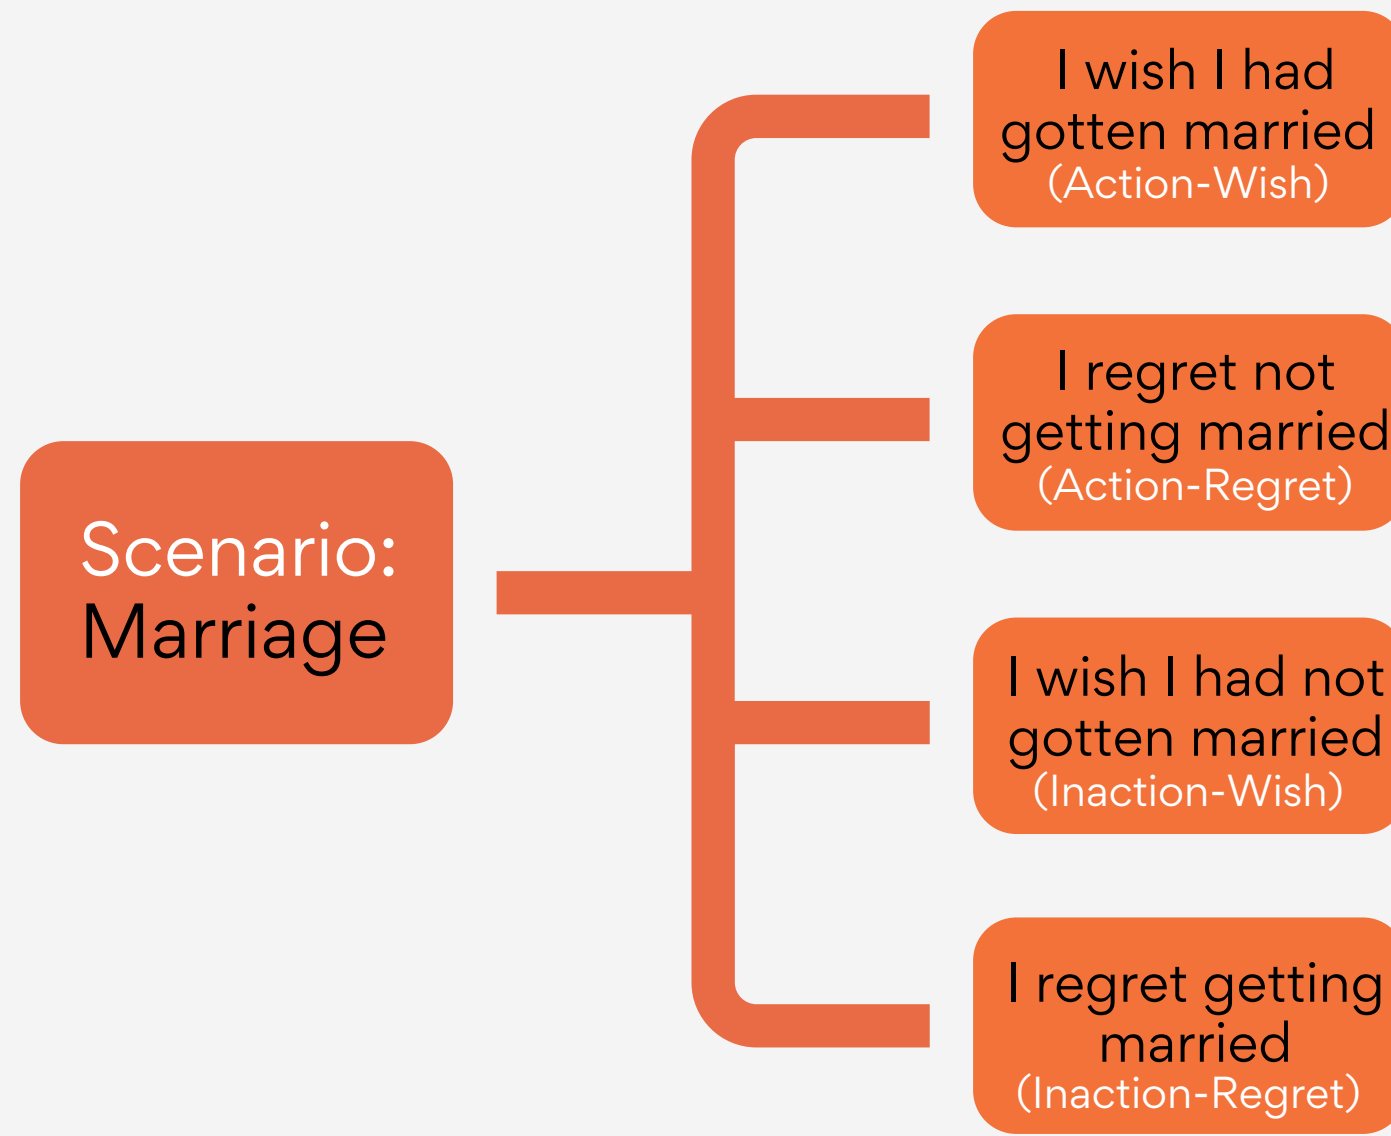 Scenario:
Marriage
I wish I had
gotten married
(Action-Wish)
I regret not
getting married
(Action-Regret)
I wish I had not
gotten married
(Inaction-Wish)
I regret getting
married
(Inaction-Regret)